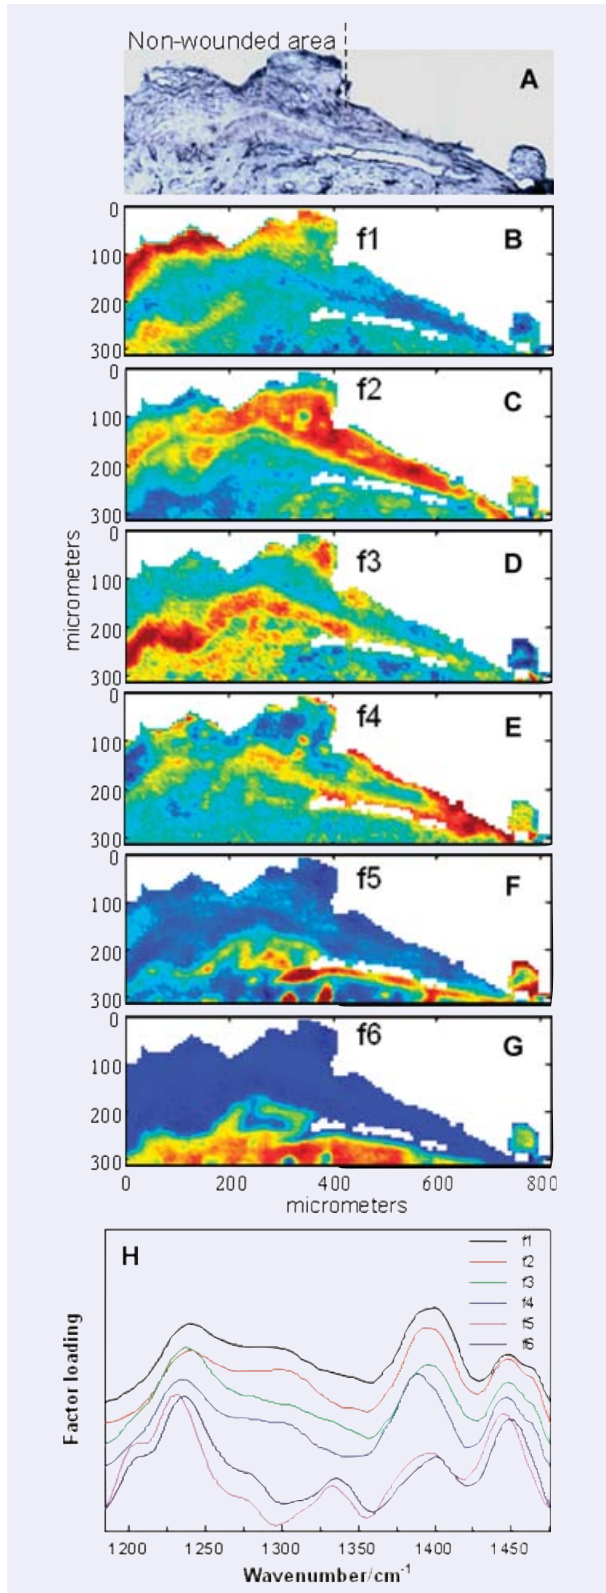 Non-wounded area
A
0
f1
B
100
200
300
0
f2
C
100
200
300
0
f3
D
100
200
300
micrometers
0
f4
E
100
200
300
0
f5
F
100
200
300
0
f6
G
100
200
300
0 200 400 600 800
micrometers
H
f1
f2
f3
f4
f5
f6
Factor loading
1200 1250 1300 1350 1400 1450
Wavenumber/cm-1